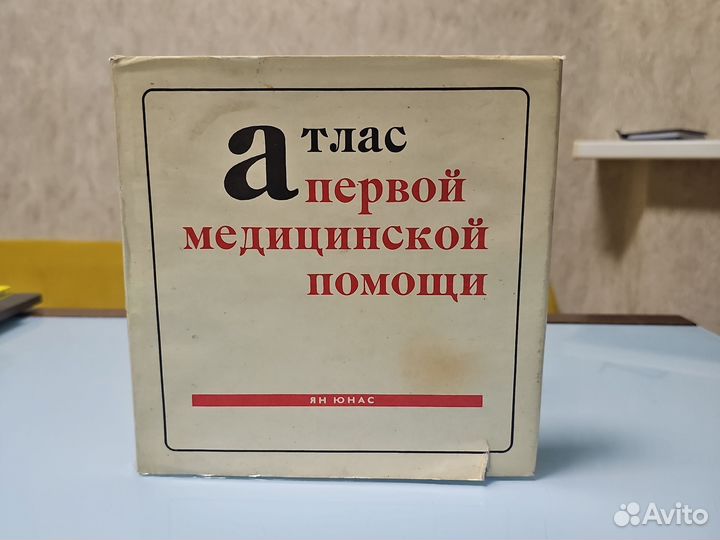 атлас
первой
медицинской
помощи
ЯН ЮНАС
Avito